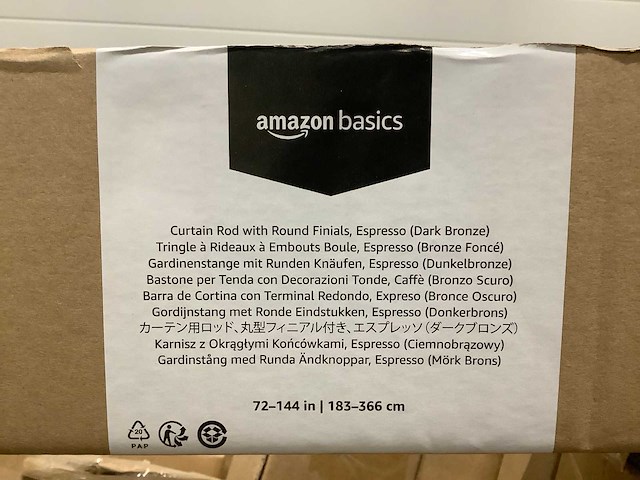 amazon basics
Curtain Rod with Round Finials, Espresso (Dark Bronze)
Tringle à Rideaux à Embouts Boule, Espresso (Bronze Foncé)
Gardinenstange mit Runden Knäufen, Espresso (Dunkelbronze)
Bastone per Tenda con Decorazioni Tonde, Caffè (Bronzo Scuro)
Barra de Cortina con Terminal Redondo, Expreso (Bronce Oscuro)
Gordijnstang met Ronde Eindstukken, Espresso (Donkerbrons)
カーテン用ロッド、丸型フィニアル付き、エスプレッソ（ダークブロンズ）
Karnisz z Okrągłymi Końcówkami, Espresso (Ciemnobrązowy)
Gardinstång med Runda Ändknoppar, Espresso (Mörk Brons)
72–144 in | 183–366 cm
20
PAP